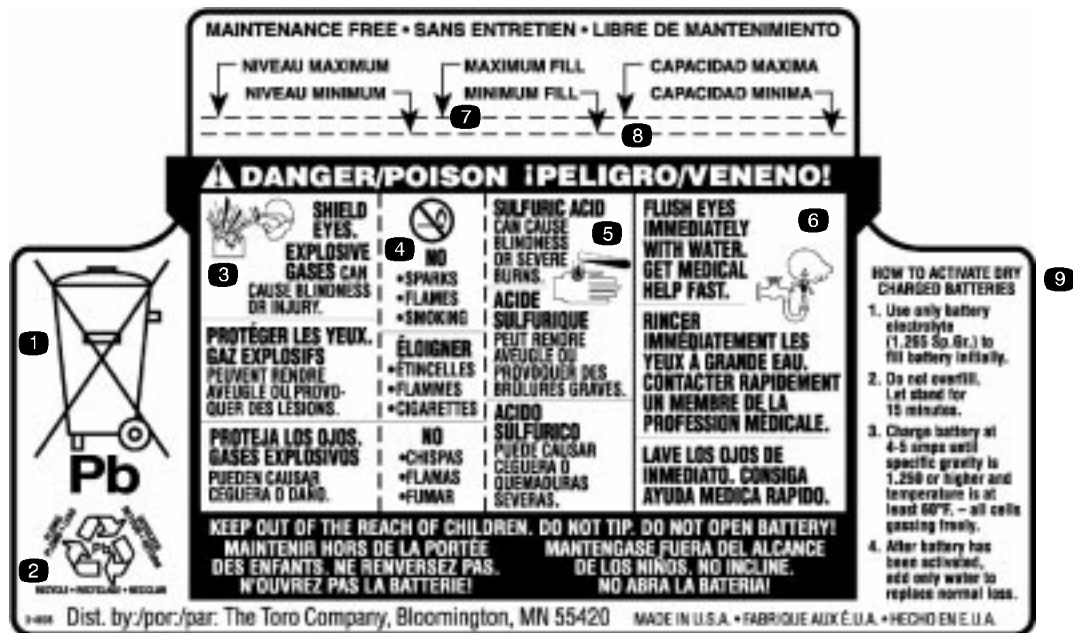 MAINTENANCE FREE • SANS ENTRETIEN • LIBRE DE MANTENIMIENTO
NIVEAU MAXIMUM
MAXIMUM FILL
CAPACIDAD MAXIMA
NIVEAU MINIMUM
MINIMUM FILL
CAPACIDAD MINIMA
7
8
DANGER/POISON ¡PELIGRO/VENENO!
1
Pb
2
RECYCLE • RECYCLAGE • RECICLAR
3
SHIELD
EYES.
EXPLOSIVE
GASES CAN
CAUSE BLINDNESS
OR INJURY.
PROTÉGER LES YEUX.
GAZ EXPLOSIFS
PEUVENT RENDRE
AVEUGLE OU PROVO-
QUER DES LESIONS.
PROTEJA LOS OJOS.
GASES EXPLOSIVOS
PUEDEN CAUSAR
CEGUERA O DAÑO.
4
NO
•SPARKS
•FLAMES
•SMOKING
ÉLOIGNER
•ÉTINCELLES
•FLAMMES
•CIGARETTES
NO
•CHISPAS
•FLAMAS
•FUMAR
SULFURIC ACID
CAN CAUSE
BLINDNESS
OR SEVERE
BURNS.
5
ACIDE
SULFURIQUE
PEUT RENDRE
AVEUGLE OU
PROVOQUER DES
BRÛLURES GRAVES.
ACIDO
SULFURICO
PUEDE CAUSAR
CEGUERA O
QUEMADURAS
SEVERAS.
FLUSH EYES
IMMEDIATELY
WITH WATER.
GET MEDICAL
HELP FAST.
6
RINCER
IMMÉDIATEMENT LES
YEUX À GRANDE EAU.
CONTACTER RAPIDEMENT
UN MEMBRE DE LA
PROFESSION MÉDICALE.
LAVE LOS OJOS DE
INMEDIATO. CONSIGA
AYUDA MEDICA RAPIDO.
KEEP OUT OF THE REACH OF CHILDREN. DO NOT TIP. DO NOT OPEN BATTERY!
MAINTENIR HORS DE LA PORTÉE
DES ENFANTS. NE RENVERSEZ PAS.
N'OUVREZ PAS LA BATTERIE!
MANTENGASE FUERA DEL ALCANCE
DE LOS NIÑOS. NO INCLINE.
NO ABRA LA BATERIA!
9
HOW TO ACTIVATE DRY
CHARGED BATTERIES
1. Use only battery
electrolyte
(1.265 Sp.Gr.) to
fill battery initially.
2. Do not overfill.
Let stand for
15 minutes.
3. Charge battery at
4-5 amps until
specific gravity is
1.250 or higher and
temperature is at
least 60°F. – all cells
gassing freely.
4. After battery has
been activated,
add only water to
replace normal loss.
Dist. by:/por:/par: The Toro Company, Bloomington, MN 55420
MADE IN U.S.A. • FABRIQUE AUX É.U.A. • HECHO EN E.U.A.